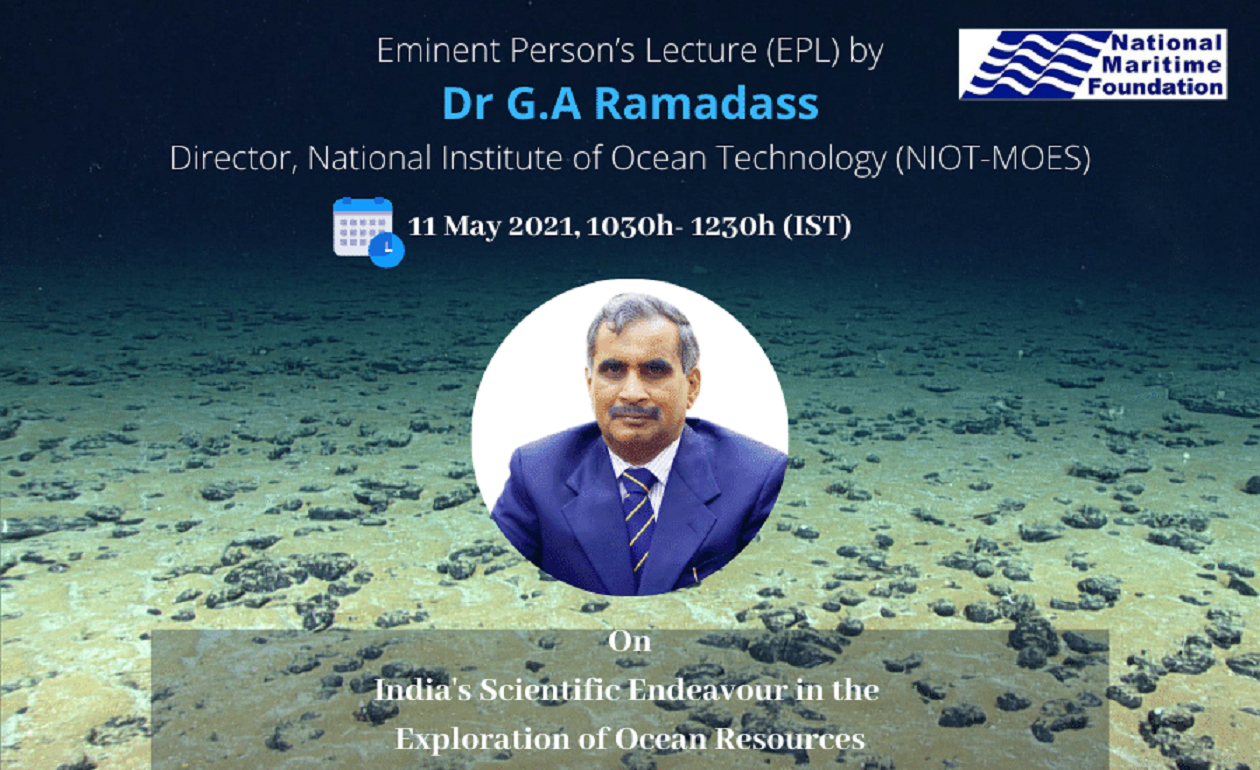 Eminent Person's Lecture (EPL) by
Dr G.A Ramadass
Director, National Institute of Ocean Technology (NIOT-MOES)
National
Maritime
Foundation
11 May 2021, 1030h- 1230h (IST)
On
India's Scientific Endeavour in the
Exploration of Ocean Resources